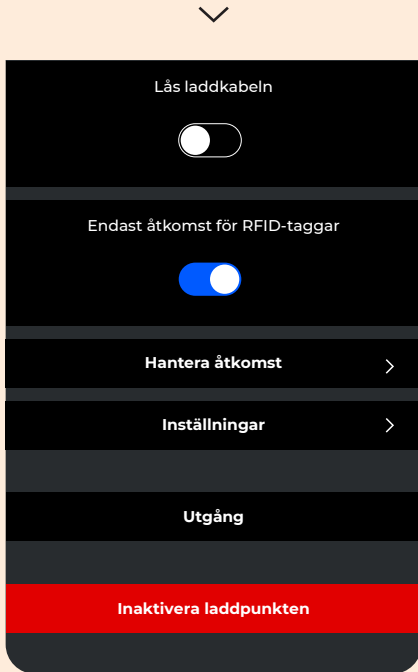 Lås laddkabeln
Endast åtkomst för RFID-taggar
Hantera åtkomst
Inställningar
Utgång
Inaktivera laddpunkten